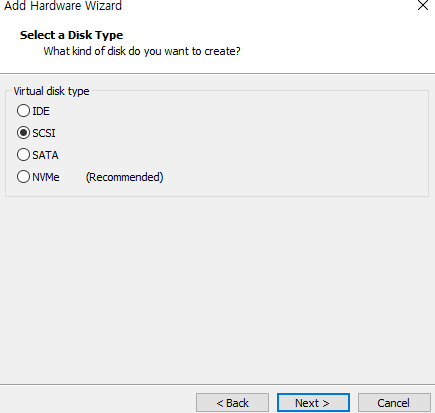 Add Hardware Wizard
Select a Disk Type
What kind of disk do you want to create?
Virtual disk type
IDE
SCSI
SATA
NVMe (Recommended)
< Back Next > Cancel